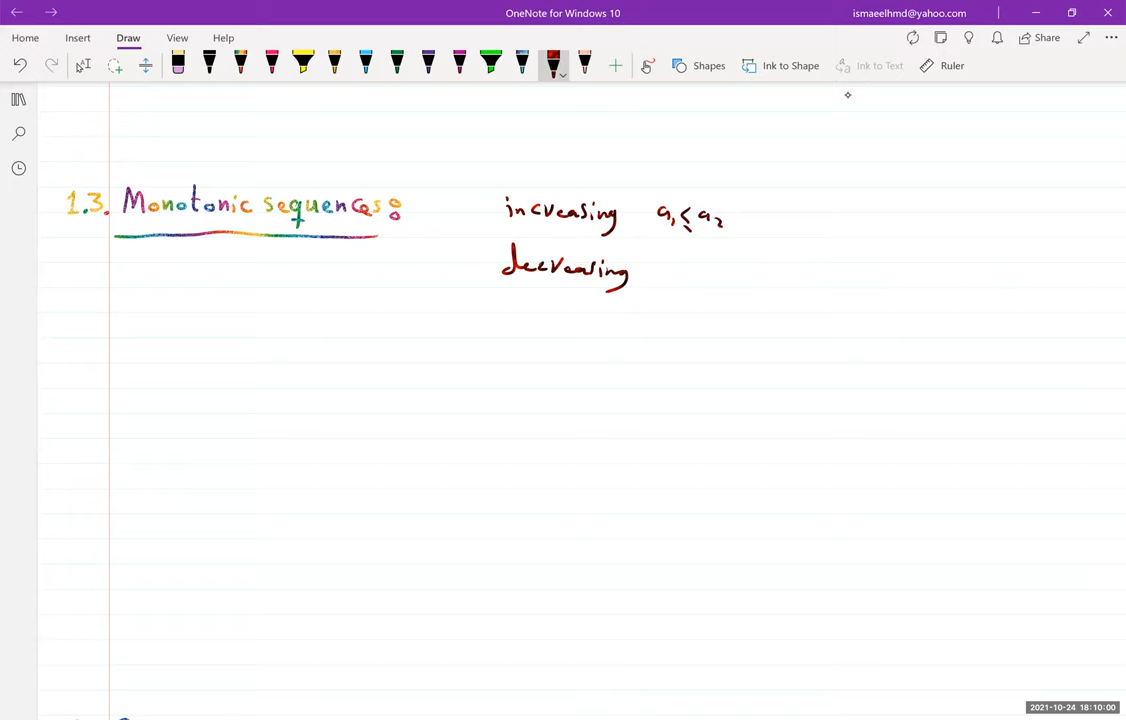 OneNote for Windows 10
ismaeelhmd@yahoo.com
Home Insert Draw View Help
Share
Shapes Ink to Shape Ink to Text Ruler
1.3. Monotonic sequences:
increasing a₁ ≤ a₂
decreasing
2021-10-24 18:10:00